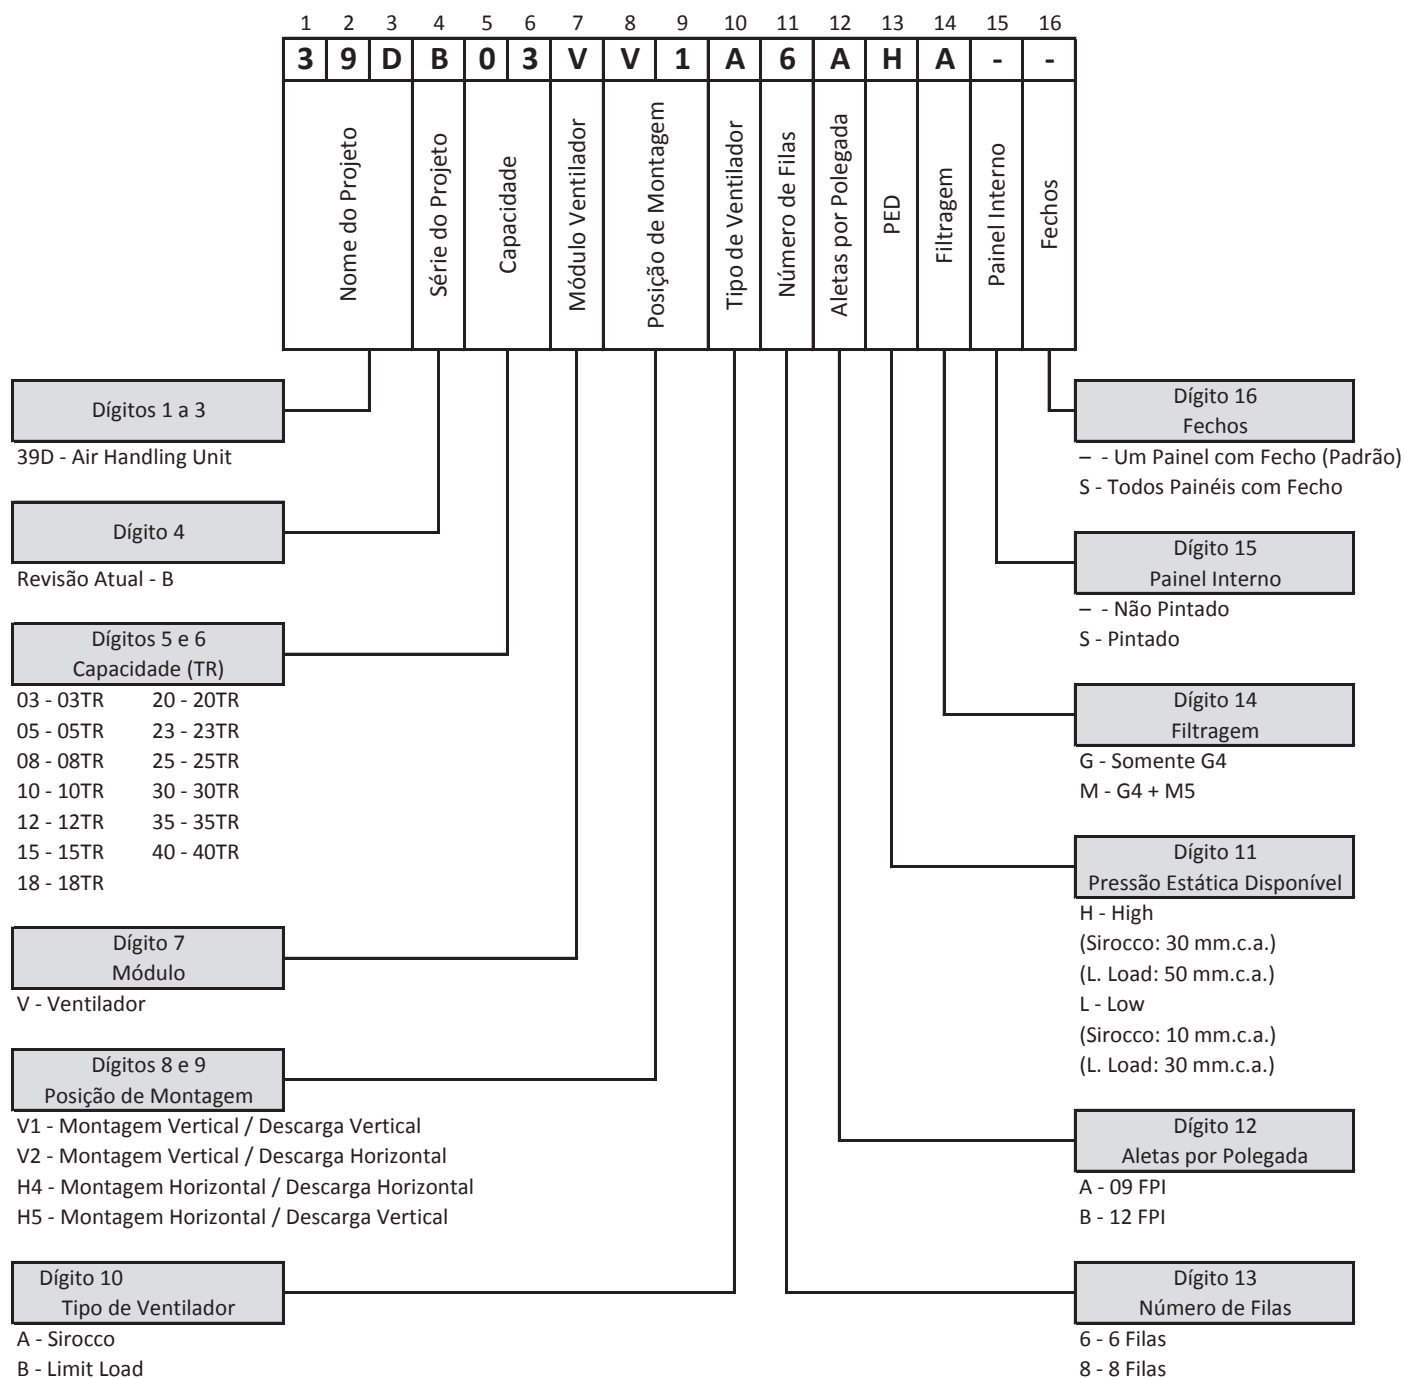 1 2 3 4 5 6 7 8 9 10 11 12 13 14 15 16
3 9 D B 0 3 V V 1 A 6 A H A - -
Nome do Projeto
Série do Projeto
Capacidade
Módulo Ventilador
Posição de Montagem
Tipo de Ventilador
Número de Filas
Aletas por Polegada
PED
Filtragem
Painel Interno
Fechos
Dígitos 1 a 3
39D - Air Handling Unit
Dígito 4
Revisão Atual - B
Dígitos 5 e 6
Capacidade (TR)
03 - 03TR 20 - 20TR
05 - 05TR 23 - 23TR
08 - 08TR 25 - 25TR
10 - 10TR 30 - 30TR
12 - 12TR 35 - 35TR
15 - 15TR 40 - 40TR
18 - 18TR
Dígito 7
Módulo
V - Ventilador
Dígitos 8 e 9
Posição de Montagem
V1 - Montagem Vertical / Descarga Vertical
V2 - Montagem Vertical / Descarga Horizontal
H4 - Montagem Horizontal / Descarga Horizontal
H5 - Montagem Horizontal / Descarga Vertical
Dígito 10
Tipo de Ventilador
A - Sirocco
B - Limit Load
Dígito 16
Fechos
– - Um Painel com Fecho (Padrão)
S - Todos Painéis com Fecho
Dígito 15
Painel Interno
– - Não Pintado
S - Pintado
Dígito 14
Filtragem
G - Somente G4
M - G4 + M5
Dígito 11
Pressão Estática Disponível
H - High
(Sirocco: 30 mm.c.a.)
(L. Load: 50 mm.c.a.)
L - Low
(Sirocco: 10 mm.c.a.)
(L. Load: 30 mm.c.a.)
Dígito 12
Aletas por Polegada
A - 09 FPI
B - 12 FPI
Dígito 13
Número de Filas
6 - 6 Filas
8 - 8 Filas